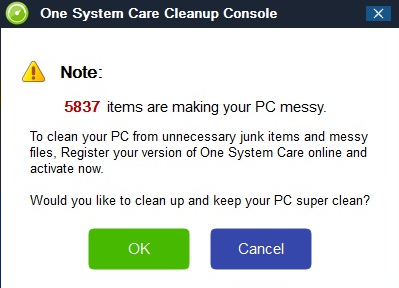 One System Care Cleanup Console
Note:
5837 items are making your PC messy.
To clean your PC from unnecessary junk items and messy
files, Register your version of One System Care online and
activate now.
Would you like to clean up and keep your PC super clean?
OK
Cancel